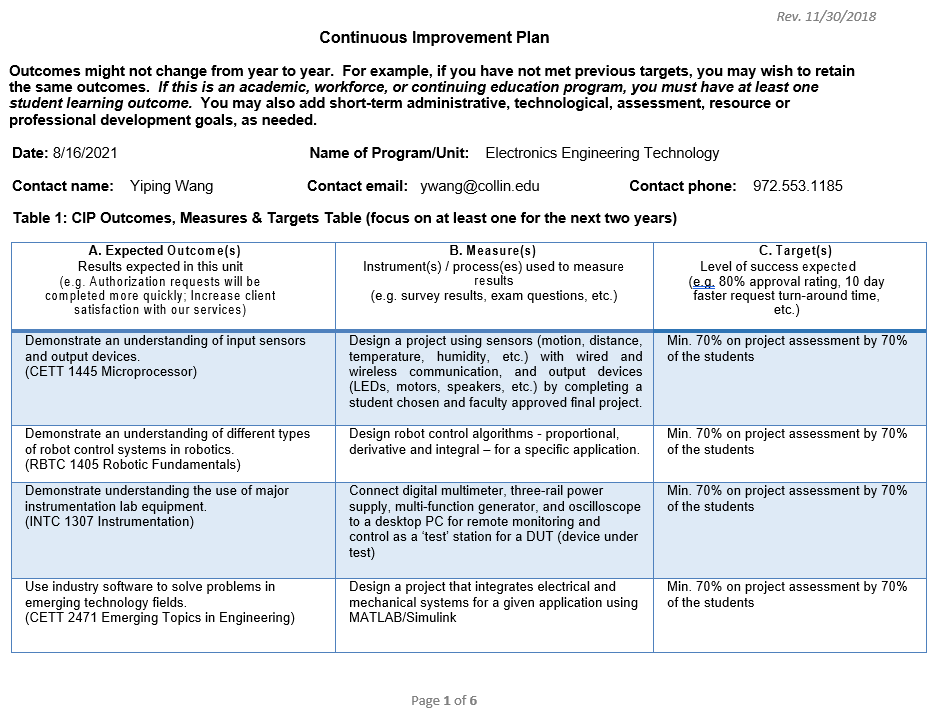 Rev. 11/30/2018
Continuous Improvement Plan
Outcomes might not change from year to year.  For example, if you have not met previous targets, you may wish to retain
the same outcomes.  If this is an academic, workforce, or continuing education program, you must have at least one
student learning outcome.  You may also add short-term administrative, technological, assessment, resource or
professional development goals, as needed.
Date: 8/16/2021 Name of Program/Unit: Electronics Engineering Technology
Contact name: Yiping Wang Contact email: ywang@collin.edu Contact phone: 972.553.1185
Table 1: CIP Outcomes, Measures & Targets Table (focus on at least one for the next two years)
A. Expected Outcome(s)
Results expected in this unit
(e.g. Authorization requests will be
completed more quickly; Increase client
satisfaction with our services)
B. Measure(s)
Instrument(s) / process(es) used to measure
results
(e.g. survey results, exam questions, etc.)
C. Target(s)
Level of success expected
(e.g. 80% approval rating, 10 day
faster request turn-around time,
etc.)
Demonstrate an understanding of input sensors
and output devices.
(CETT 1445 Microprocessor)
Design a project using sensors (motion, distance,
temperature, humidity, etc.) with wired and
wireless communication, and output devices
(LEDs, motors, speakers, etc.) by completing a
student chosen and faculty approved final project.
Min. 70% on project assessment by 70%
of the students
Demonstrate an understanding of different types
of robot control systems in robotics.
(RBTC 1405 Robotic Fundamentals)
Design robot control algorithms - proportional,
derivative and integral – for a specific application.
Min. 70% on project assessment by 70%
of the students
Demonstrate understanding the use of major
instrumentation lab equipment.
(INTC 1307 Instrumentation)
Connect digital multimeter, three-rail power
supply, multi-function generator, and oscilloscope
to a desktop PC for remote monitoring and
control as a ‘test’ station for a DUT (device under
test)
Min. 70% on project assessment by 70%
of the students
Use industry software to solve problems in
emerging technology fields.
(CETT 2471 Emerging Topics in Engineering)
Design a project that integrates electrical and
mechanical systems for a given application using
MATLAB/Simulink
Min. 70% on project assessment by 70%
of the students
Page 1 of 6